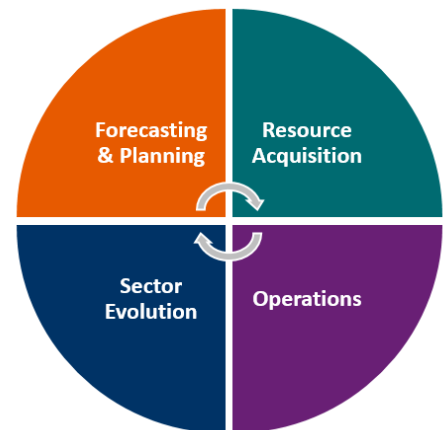 Forecasting
& Planning
Resource
Acquisition
Sector
Evolution
Operations